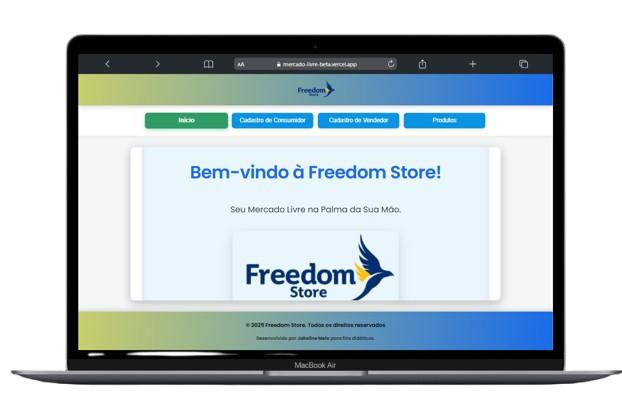 AA
mercado-livre-beta.vercel.app
Freedom
Store
Início
Cadastro de Consumidor
Cadastro de Vendedor
Produtos
Bem-vindo à Freedom Store!
Seu Mercado Livre na Palma da Sua Mão.
Freedom
Store
© 2025 Freedom Store. Todos os direitos reservados
Desenvolvido por Jakeline Melo para fins didáticos.
MacBook Air